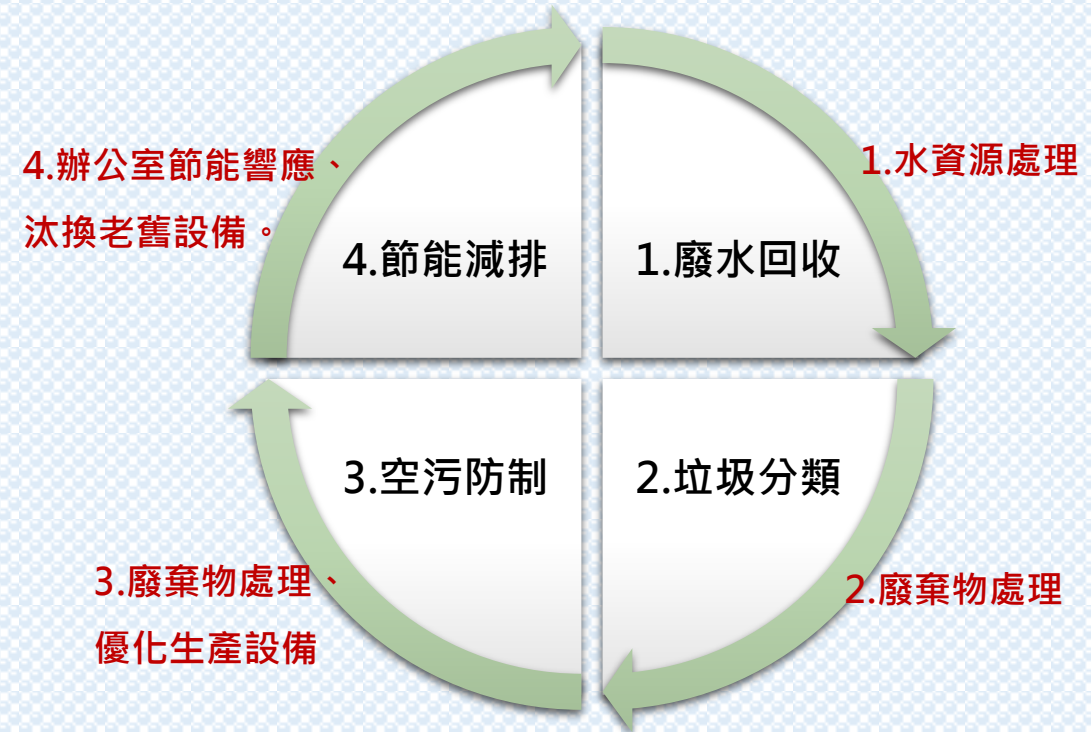 4.辦公室節能響應、
汰換老舊設備。
1.水資源處理
4.節能減排
1.廢水回收
3.空污防制
2.垃圾分類
3.廢棄物處理、
優化生產設備
2.廢棄物處理